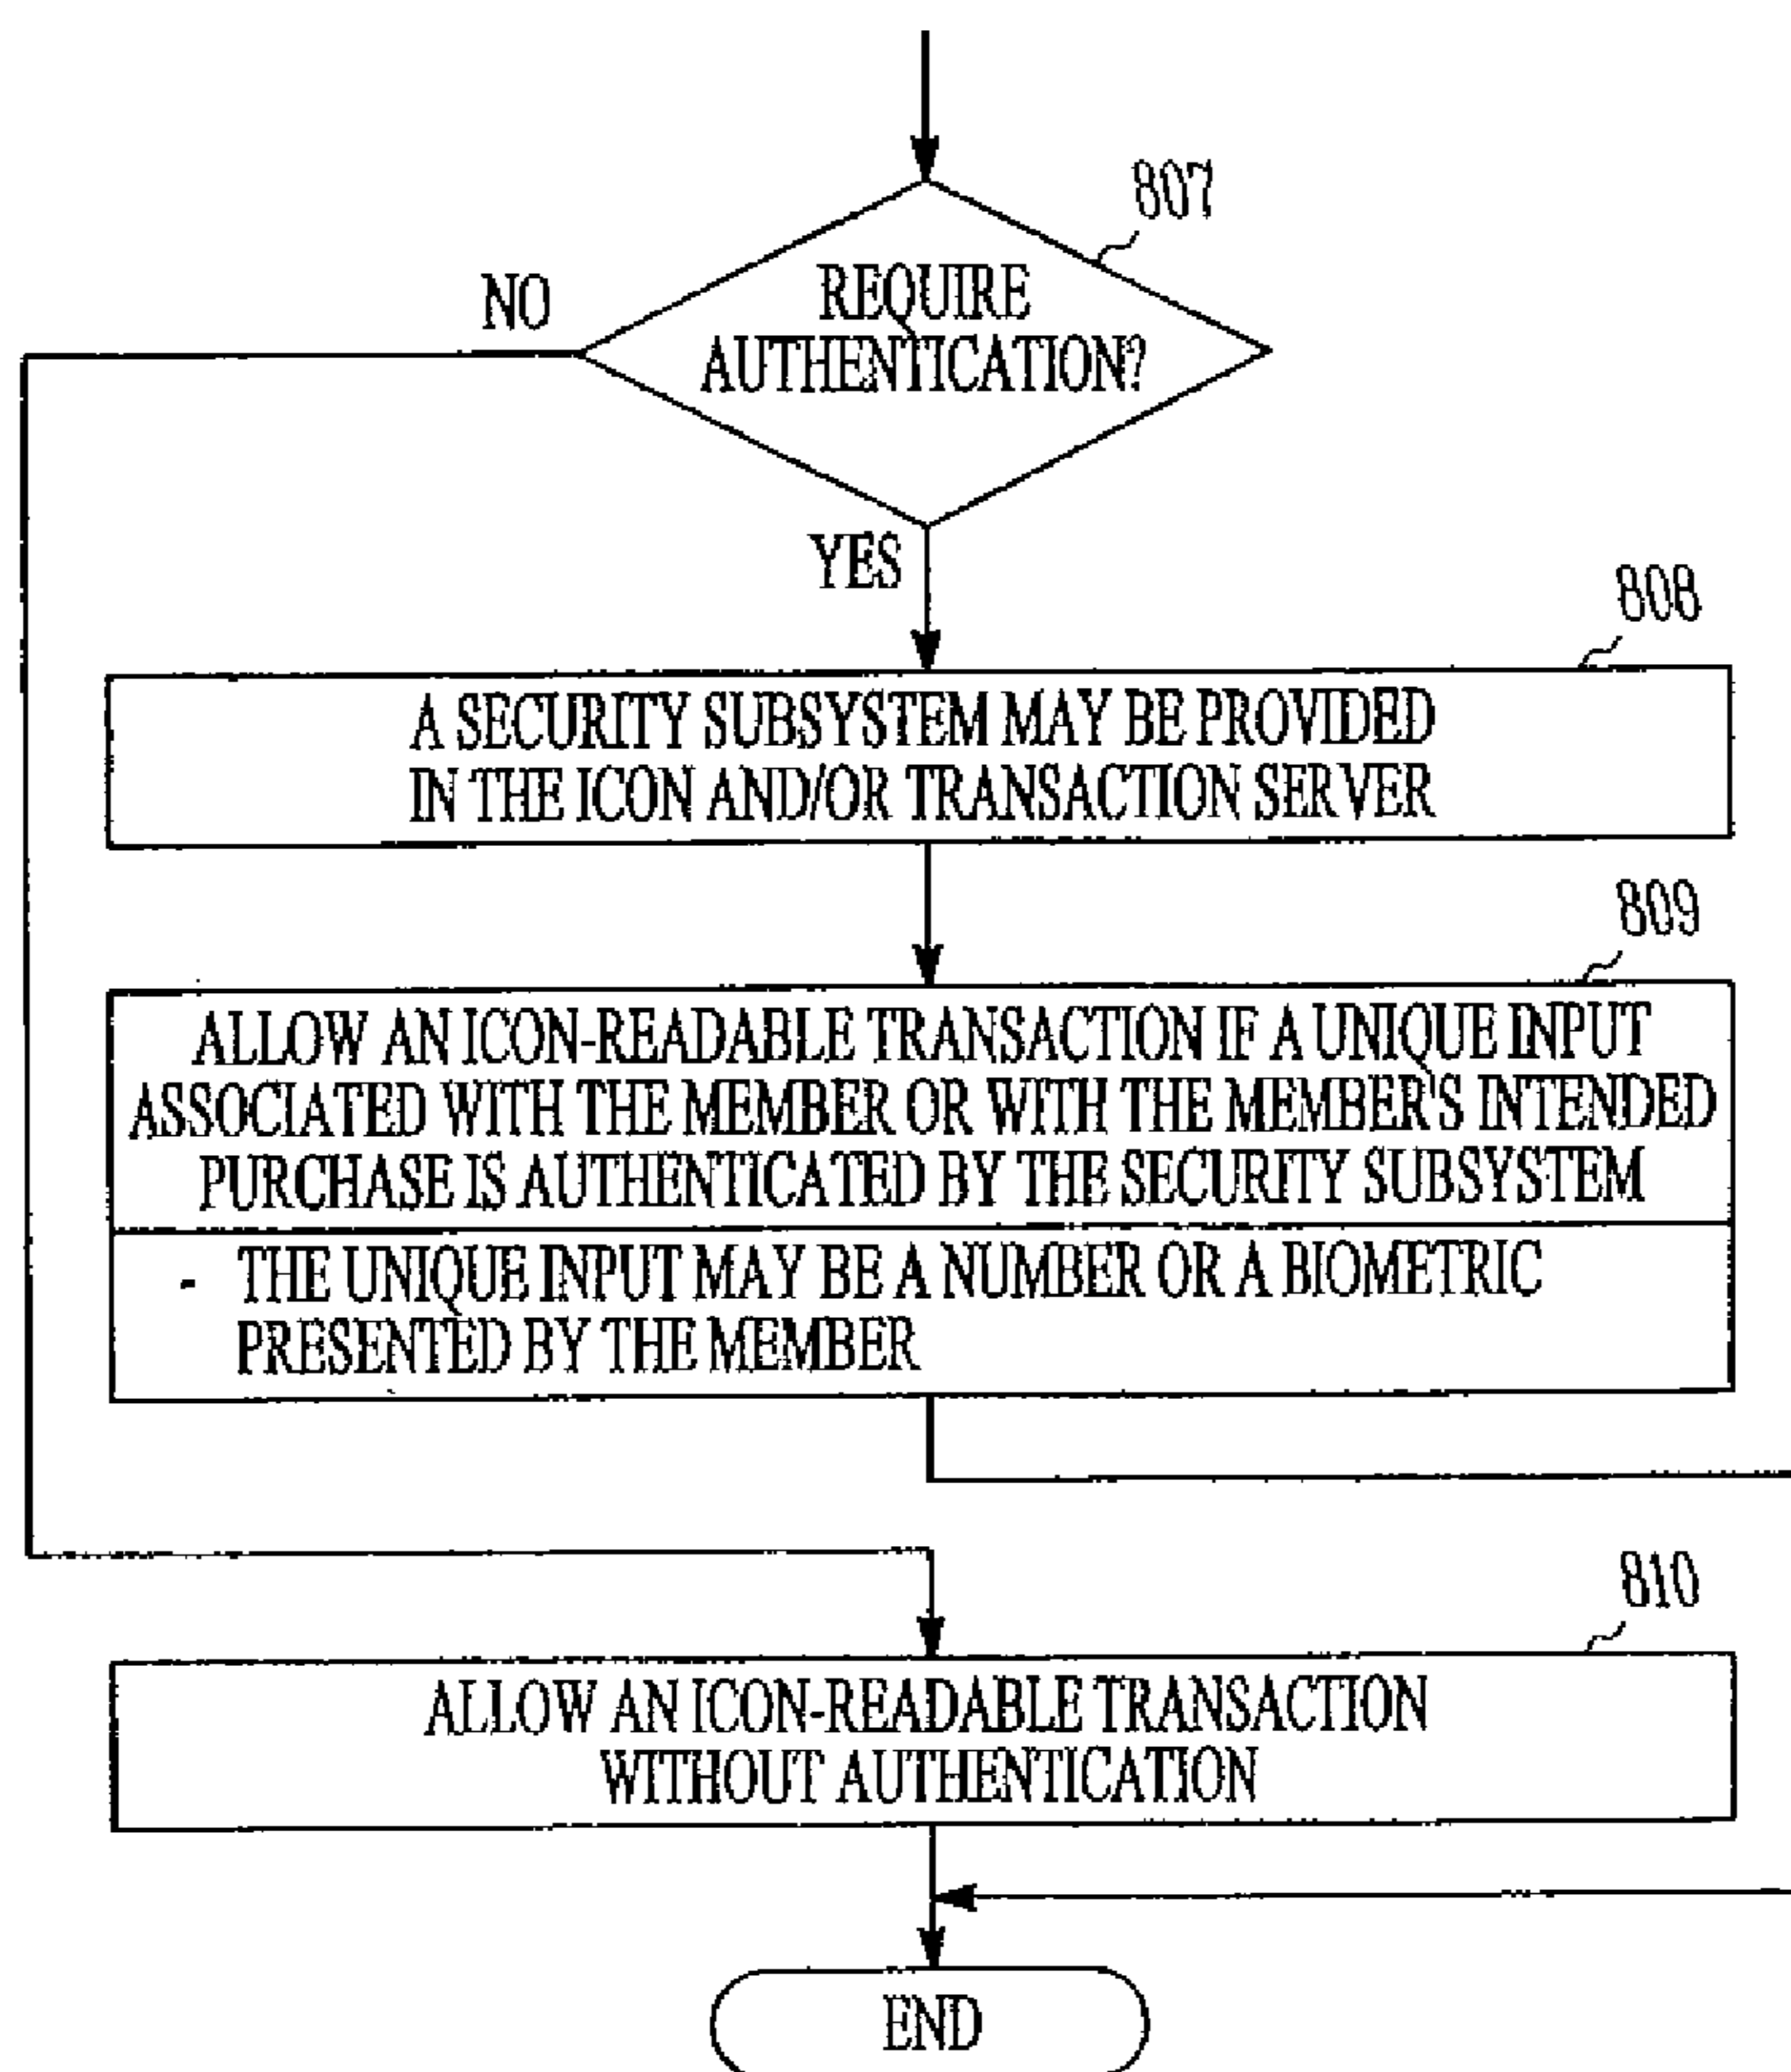 807
REQUIRE
AUTHENTICATION?
NO
YES
808
A SECURITY SUBSYSTEM MAY BE PROVIDED
IN THE ICON AND/OR TRANSACTION SERVER
809
ALLOW AN ICON-READABLE TRANSACTION IF A UNIQUE INPUT
ASSOCIATED WITH THE MEMBER OR WITH THE MEMBER'S INTENDED
PURCHASE IS AUTHENTICATED BY THE SECURITY SUBSYSTEM
- THE UNIQUE INPUT MAY BE A NUMBER OR A BIOMETRIC
PRESENTED BY THE MEMBER
810
ALLOW AN ICON-READABLE TRANSACTION
WITHOUT AUTHENTICATION
END